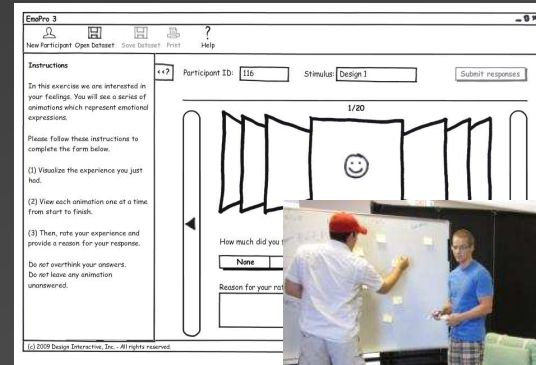 EmoPro 3
New Participant Open Dataset Save Dataset Print Help
Instructions
In this exercise we are interested in
your feelings. You will see a series of
animations which represent emotional
expressions.
Please follow these instructions to
complete the form below.
(1) Visualize the experience you just
had.
(2) View each animation one at a time
from start to finish.
(3) Then, rate your experience and
provide a reason for your response.
Do not overthink your answers.
Do not leave any animation
unanswered.
<<?
Participant ID: 116 Stimulus: Design 1 Submit responses
1/20
How much did you
None
Reason for your
(c) 2009 Design Interactive, Inc. - All rights reserved.